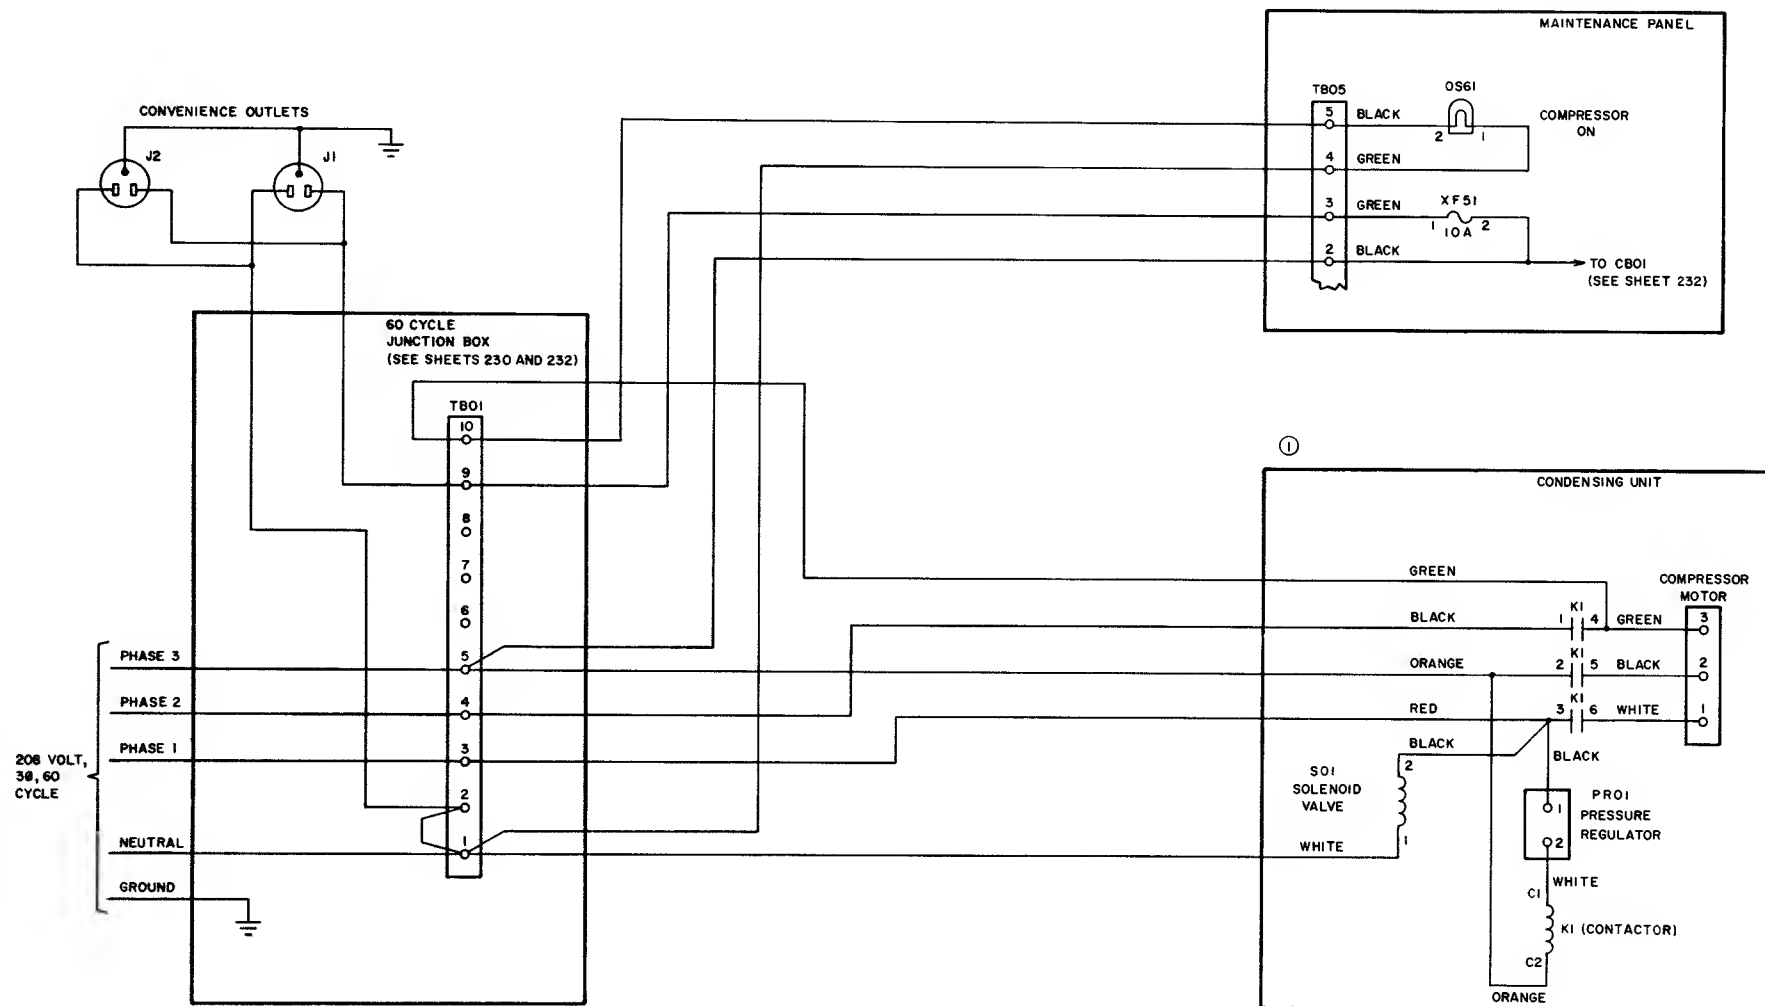 MAINTENANCE PANEL
TB05
5
BLACK
OS61
2
1
COMPRESSOR
ON
4
GREEN
3
GREEN
XF51
1
10A
2
2
BLACK
TO CB01
(SEE SHEET 232)
CONVENIENCE OUTLETS
J2
J1
60 CYCLE
JUNCTION BOX
(SEE SHEETS 230 AND 232)
TB01
10
9
8
7
6
5
4
3
2
1
PHASE 3
PHASE 2
PHASE 1
NEUTRAL
GROUND
208 VOLT,
3Ø,60
CYCLE
1
CONDENSING UNIT
GREEN
COMPRESSOR
MOTOR
BLACK
1
K1
4
GREEN
3
ORANGE
2
K1
5
BLACK
2
RED
3
K1
6
WHITE
1
BLACK
BLACK
2
S01
SOLENOID
VALVE
1
WHITE
1
2
PR01
PRESSURE
REGULATOR
WHITE
C1
K1 (CONTACTOR)
C2
ORANGE